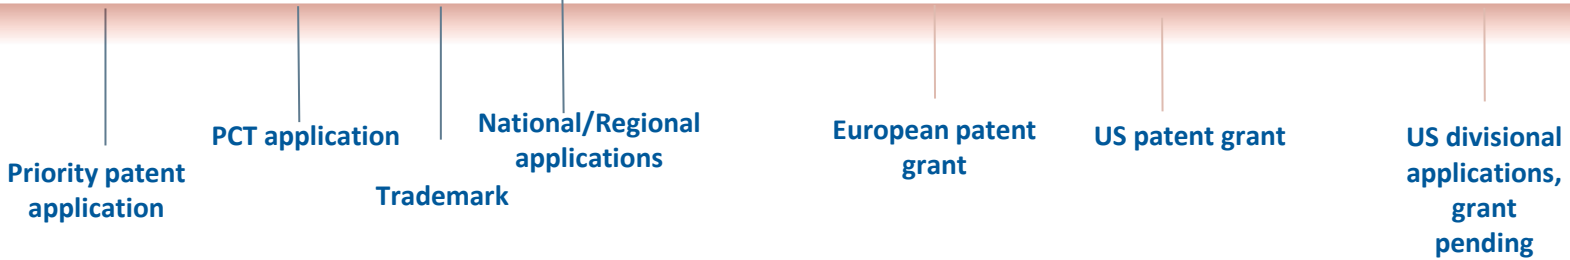 Priority patent
application
PCT application
Trademark
National/Regional
applications
European patent
grant
US patent grant
US divisional
applications,
grant
pending